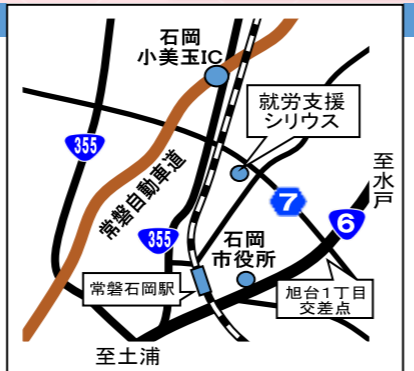 石岡
小美玉IC
就労支援
シリウス
355
至水戸
常磐自動車道
7
6
355
石岡
市役所
常磐石岡駅
旭台1丁目
交差点
至土浦